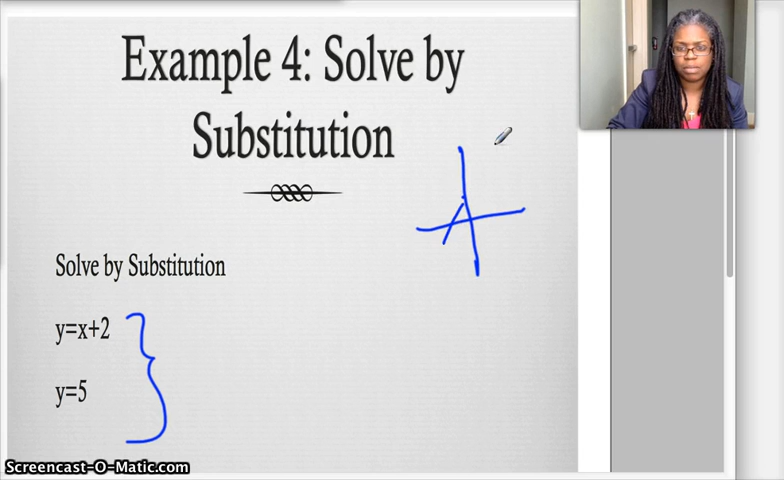 Example 4: Solve by
Substitution
Solve by Substitution
y=x+2
y=5
Screencast-O-Matic.com